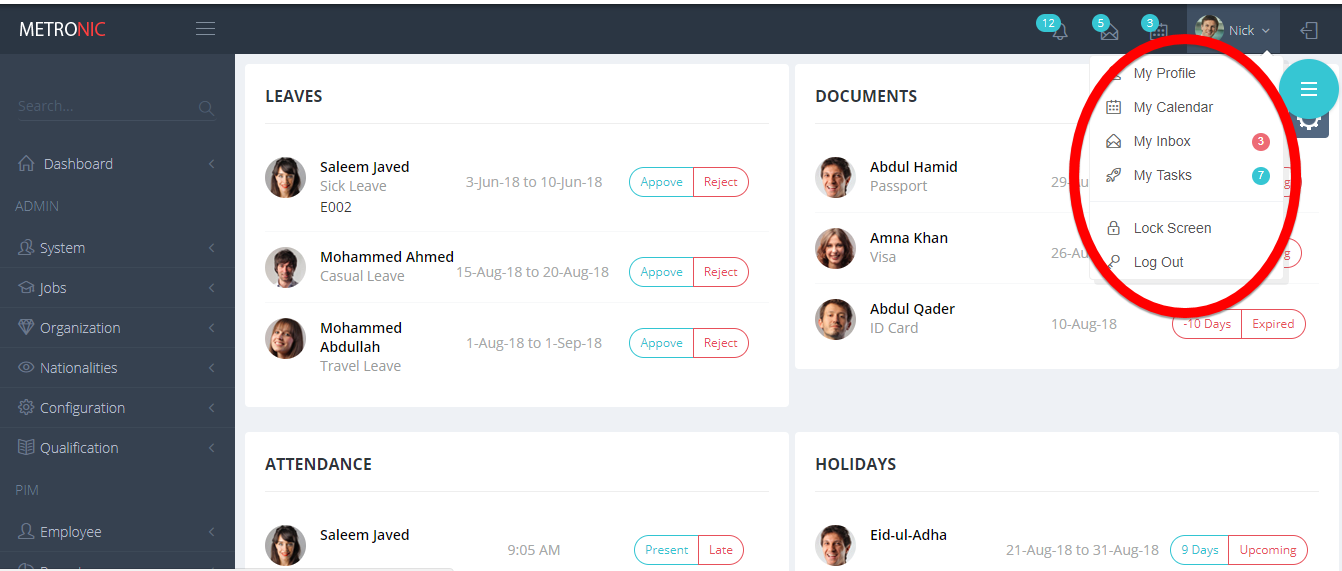 METRONIC
12
5
3
Nick
Search...
Dashboard
ADMIN
System
Jobs
Organization
Nationalities
Configuration
Qualification
PIM
Employee
LEAVES
Saleem Javed
Sick Leave
E002
3-Jun-18 to 10-Jun-18
Appove
Reject
Mohammed Ahmed
Casual Leave
15-Aug-18 to 20-Aug-18
Appove
Reject
Mohammed
Abdullah
Travel Leave
1-Aug-18 to 1-Sep-18
Appove
Reject
DOCUMENTS
Abdul Hamid
Passport
29-
Amna Khan
Visa
26-Au
Abdul Qader
ID Card
10-Aug-18
-10 Days
Expired
My Profile
My Calendar
My Inbox
3
My Tasks
7
Lock Screen
Log Out
ATTENDANCE
Saleem Javed
9:05 AM
Present
Late
HOLIDAYS
Eid-ul-Adha
21-Aug-18 to 31-Aug-18
9 Days
Upcoming